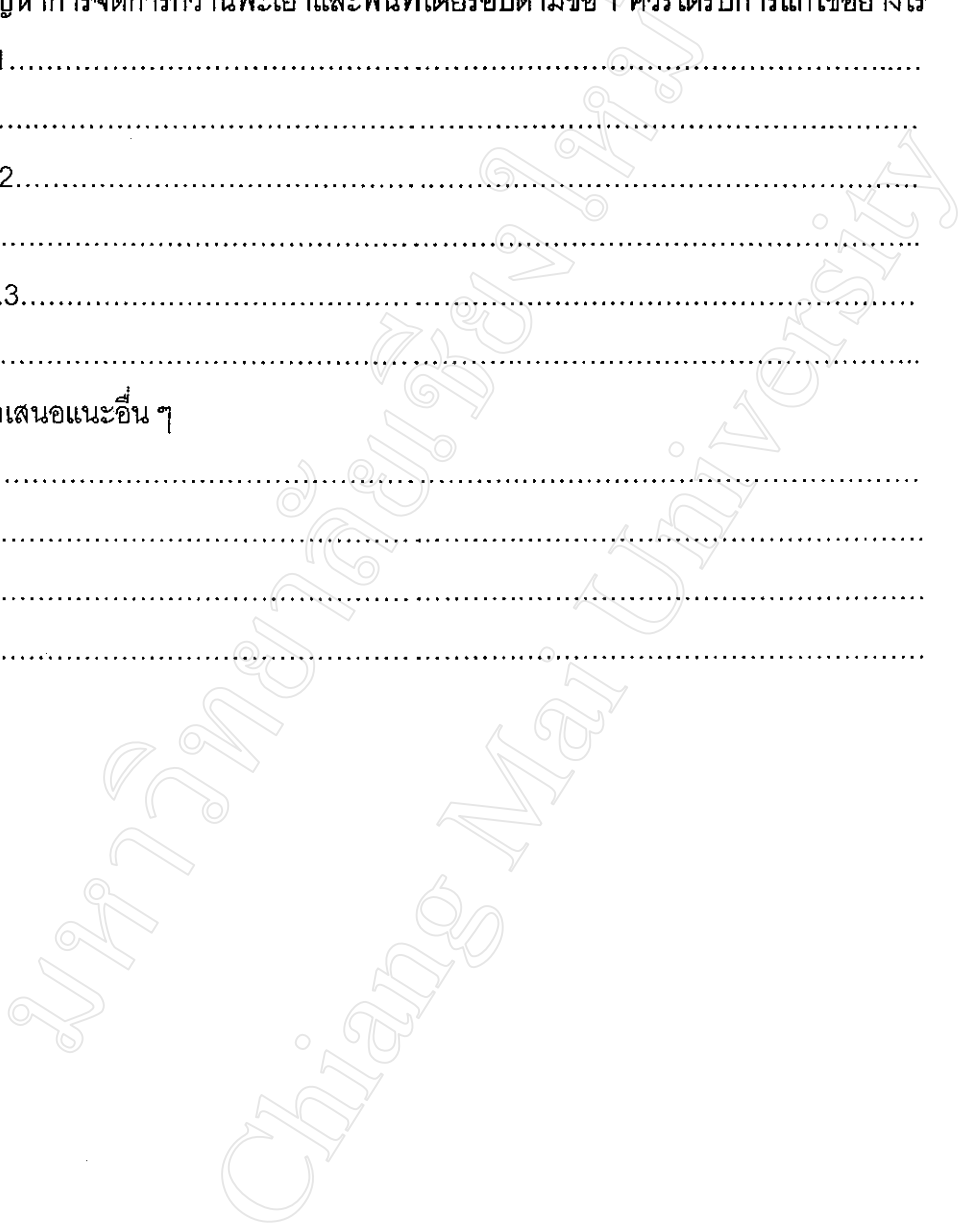 ญหาการจัดการกว๊านพะเยาและพื้นที่โดยรอบตามข้อ 1 ควรได้รับการแก้ไขอย่างไร
1................................................................................
................................................................................
2................................................................................
................................................................................
.3................................................................................
................................................................................
เสนอแนะอื่น ๆ
................................................................................
................................................................................
................................................................................
................................................................................
มหาวิทยาลัยเชียงใหม่
Chiang Mai University